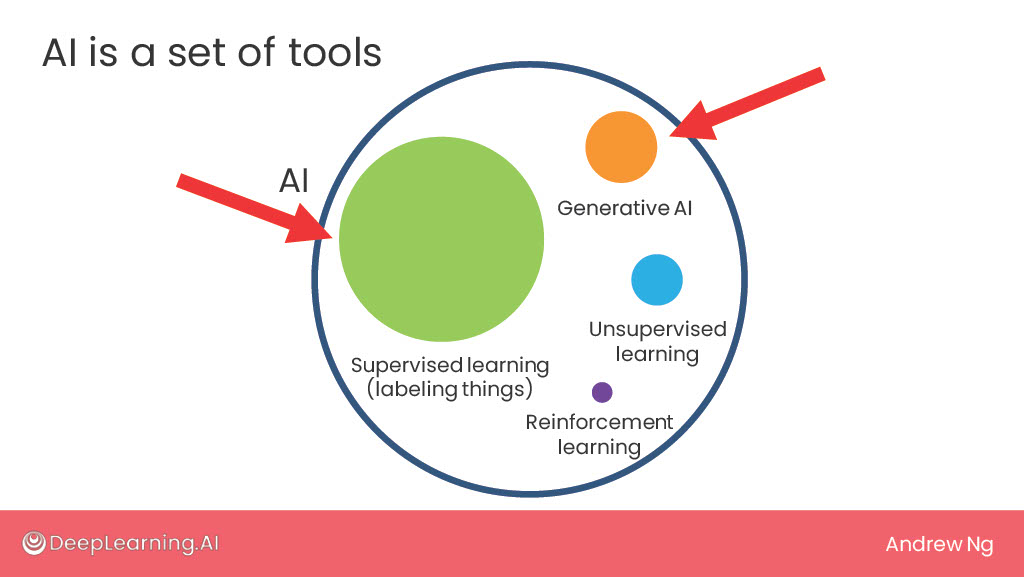 AI is a set of tools
AI
Generative AI
Unsupervised
learning
Supervised learning
(labeling things)
Reinforcement
learning
DeepLearning.AI
Andrew Ng